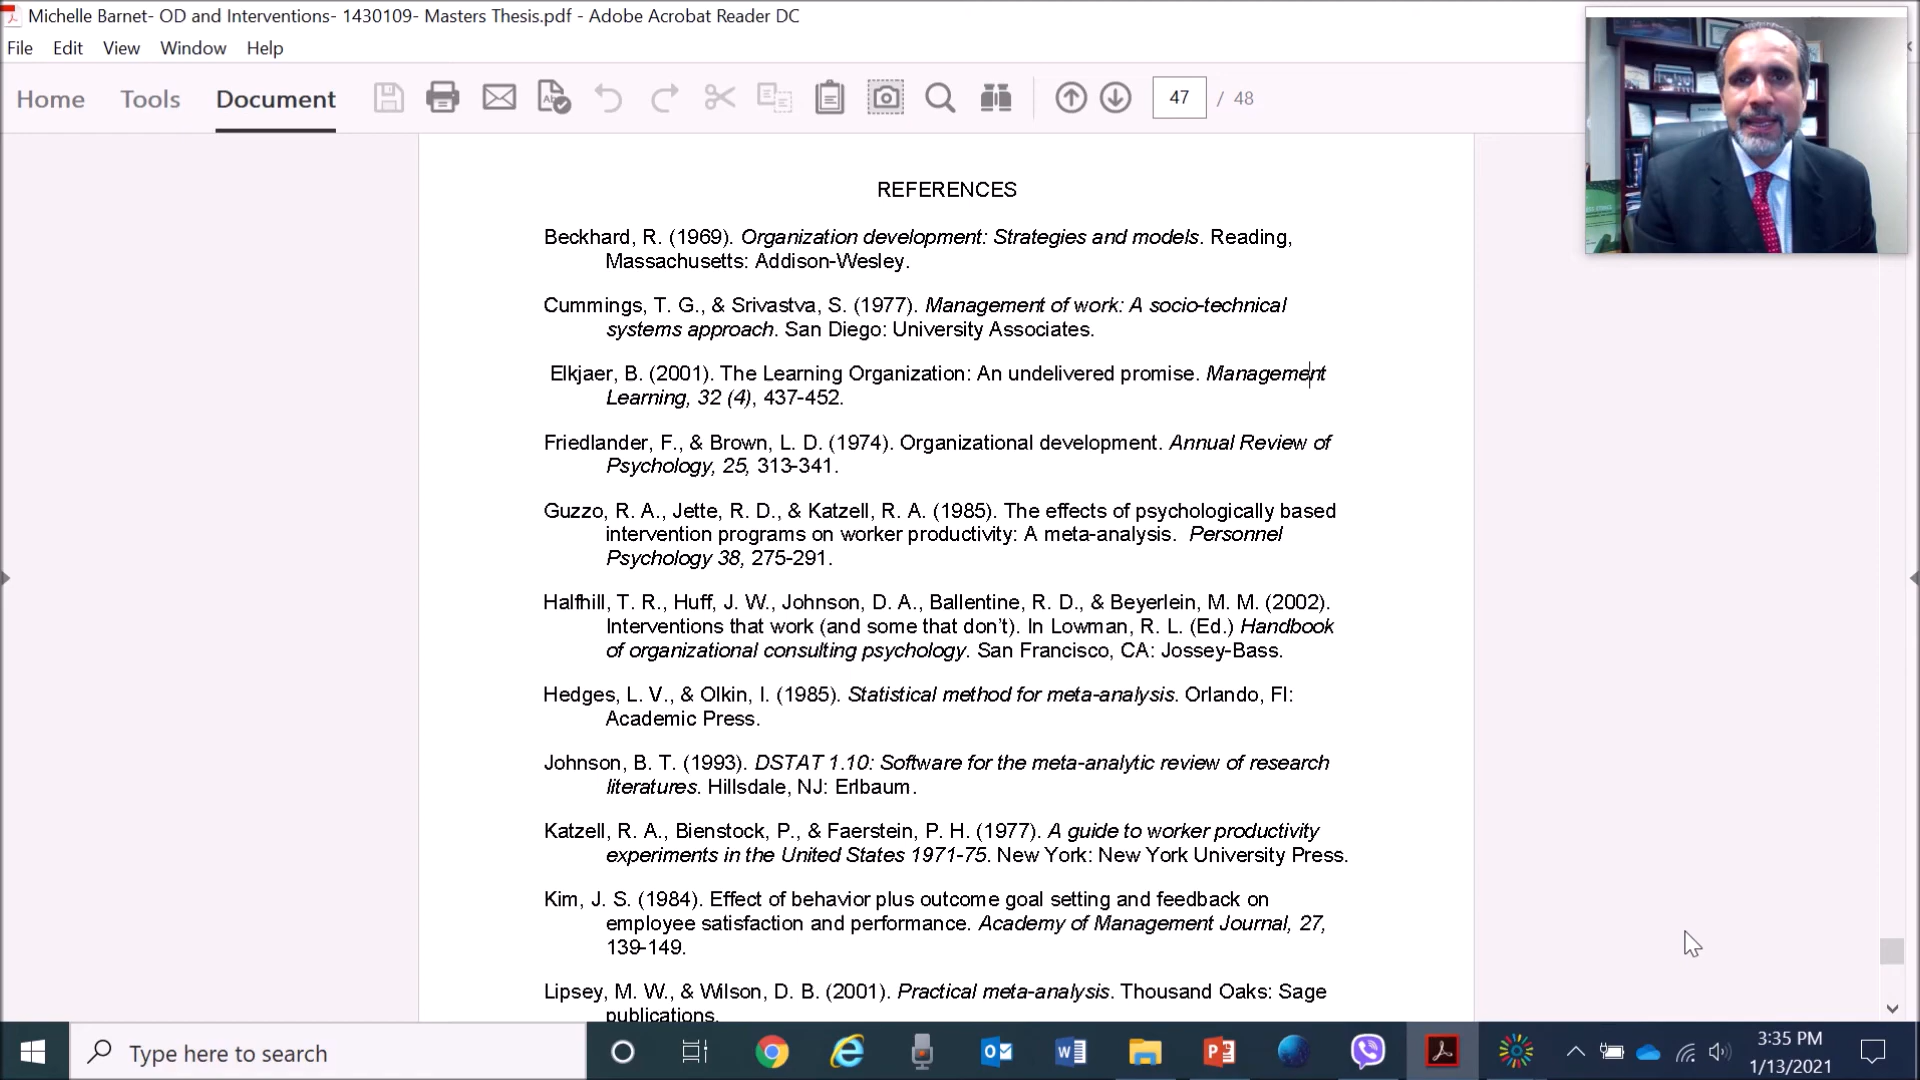 Michelle Barnet- OD and Interventions- 1430109- Masters Thesis.pdf - Adobe Acrobat Reader DC
File Edit View Window Help
Home Tools Document 47 / 48
REFERENCES
Beckhard, R. (1969). Organization development: Strategies and models. Reading,
Massachusetts: Addison-Wesley.
Cummings, T. G., & Srivastva, S. (1977). Management of work: A socio-technical
systems approach. San Diego: University Associates.
Elkjaer, B. (2001). The Learning Organization: An undelivered promise. Management
Learning, 32 (4), 437-452.
Friedlander, F., & Brown, L. D. (1974). Organizational development. Annual Review of
Psychology, 25, 313-341.
Guzzo, R. A., Jette, R. D., & Katzell, R. A. (1985). The effects of psychologically based
intervention programs on worker productivity: A meta-analysis. Personnel
Psychology 38, 275-291.
Halfhill, T. R., Huff, J. W., Johnson, D. A., Ballentine, R. D., & Beyerlein, M. M. (2002).
Interventions that work (and some that don't). In Lowman, R. L. (Ed.) Handbook
of organizational consulting psychology. San Francisco, CA: Jossey-Bass.
Hedges, L. V., & Olkin, I. (1985). Statistical method for meta-analysis. Orlando, Fl:
Academic Press.
Johnson, B. T. (1993). DSTAT 1.10: Software for the meta-analytic review of research
literatures. Hillsdale, NJ: Erlbaum.
Katzell, R. A., Bienstock, P., & Faerstein, P. H. (1977). A guide to worker productivity
experiments in the United States 1971-75. New York: New York University Press.
Kim, J. S. (1984). Effect of behavior plus outcome goal setting and feedback on
employee satisfaction and performance. Academy of Management Journal, 27,
139-149.
Lipsey, M. W., & Wilson, D. B. (2001). Practical meta-analysis. Thousand Oaks: Sage
publications.
Type here to search
3:35 PM
1/13/2021